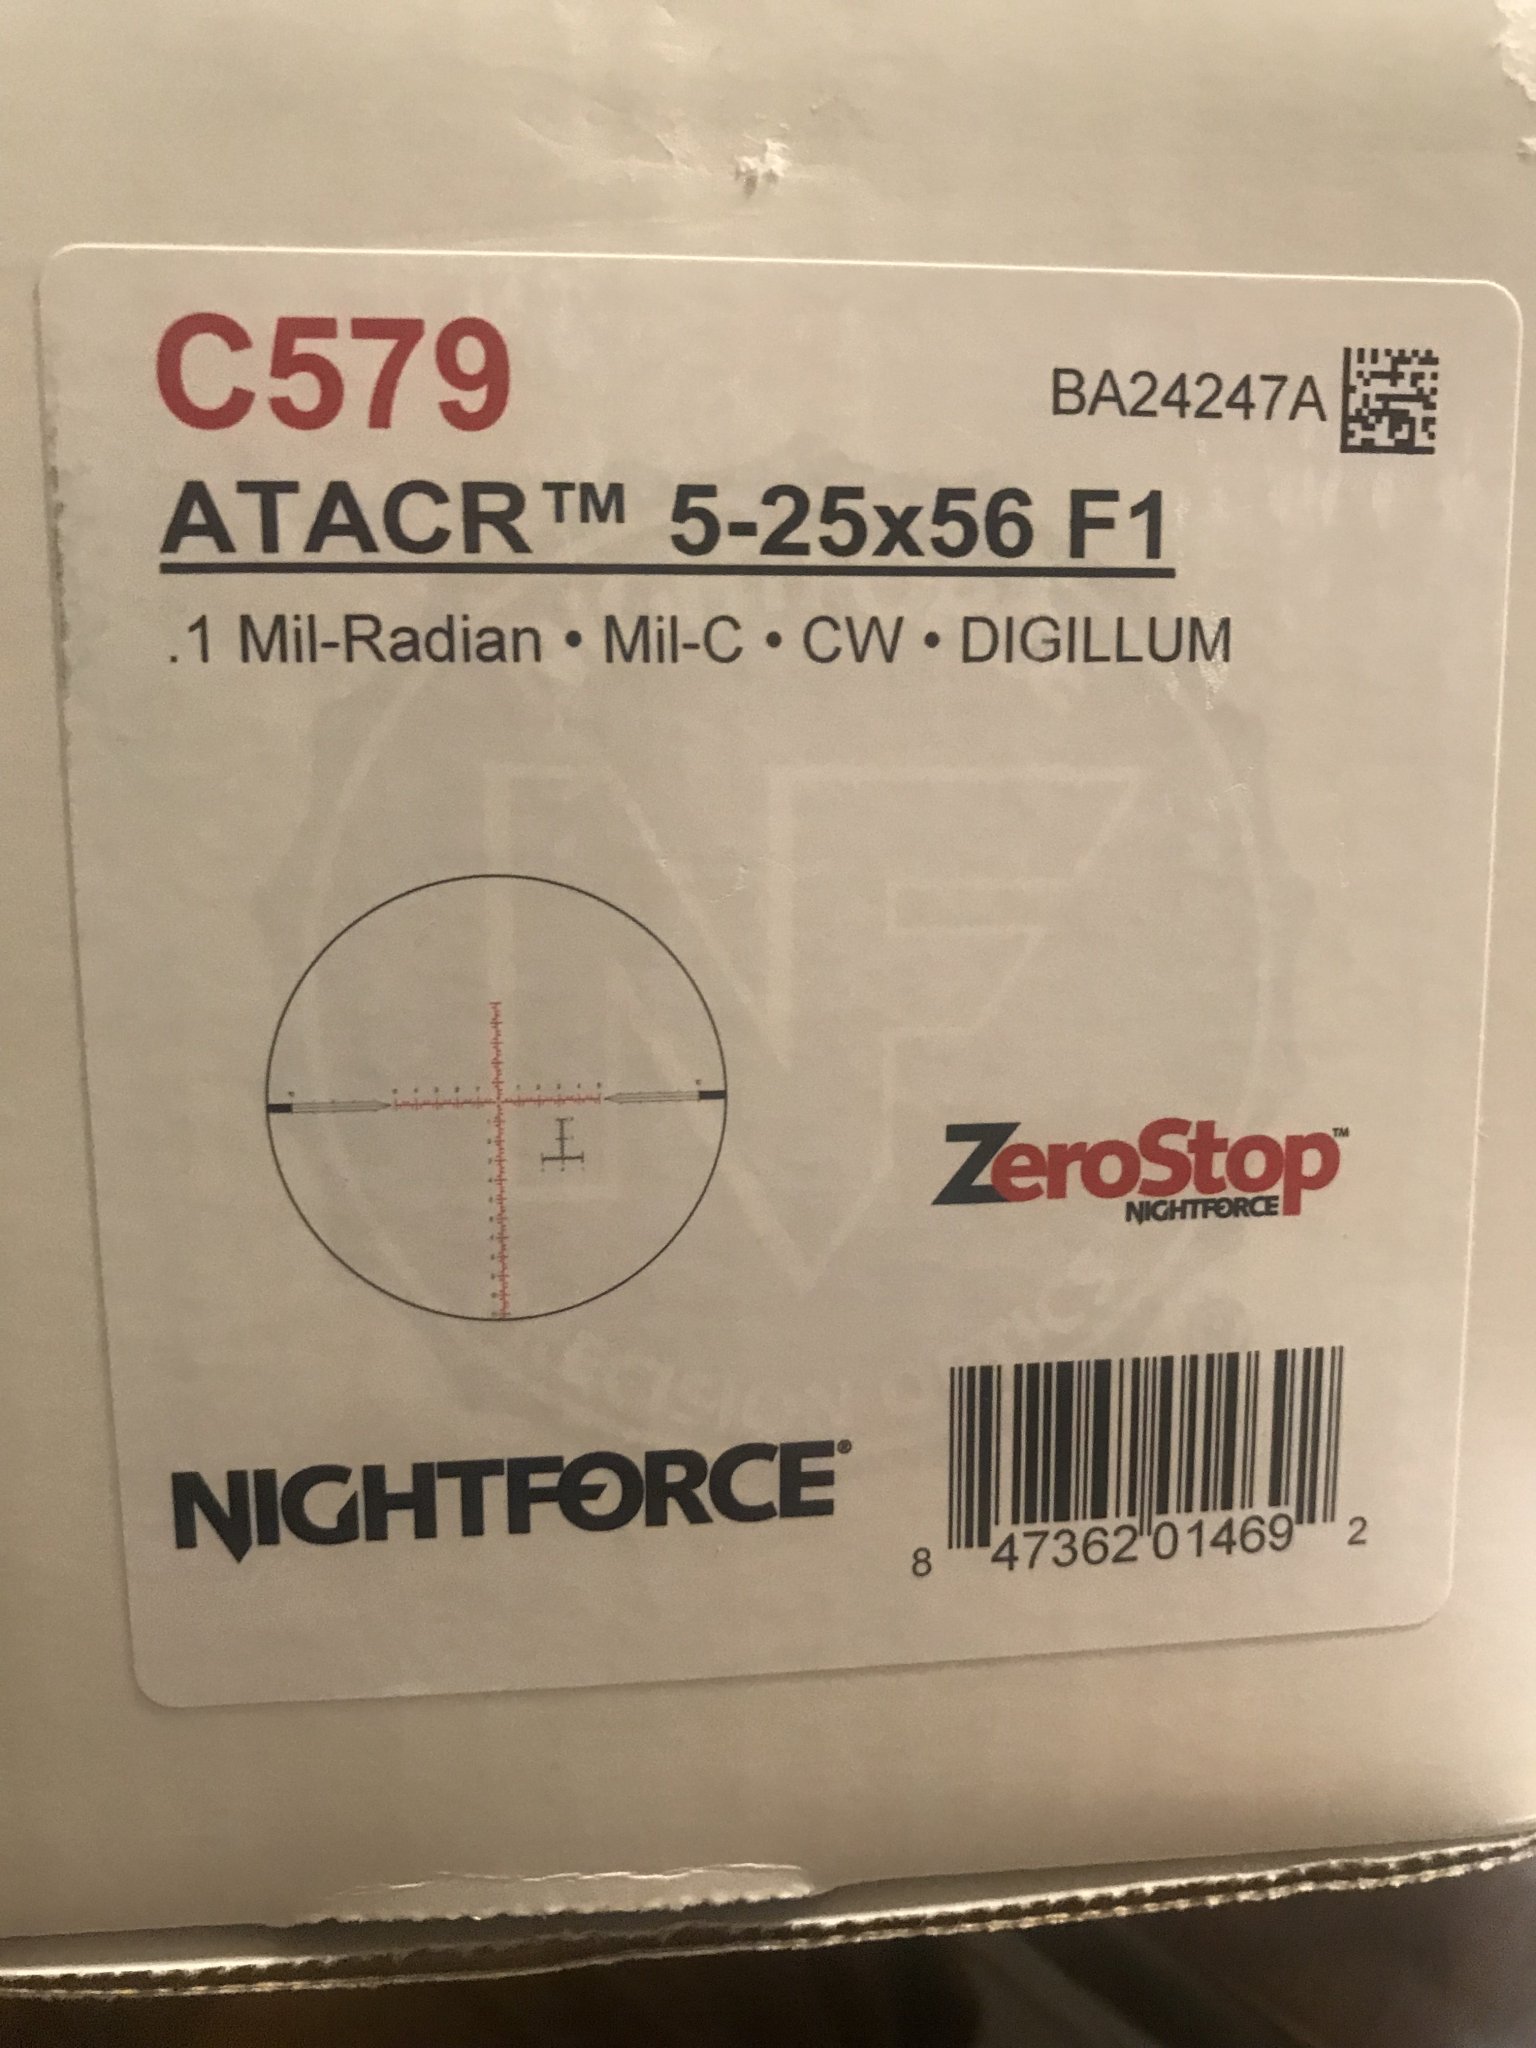 C579
BA24247A
ATACR™ 5-25x56 F1
.1 Mil-Radian • Mil-C • CW • DIGILLUM
ZeroStop™
NIGHTFORCE
NIGHTFORCE®
8 47362 01469 2